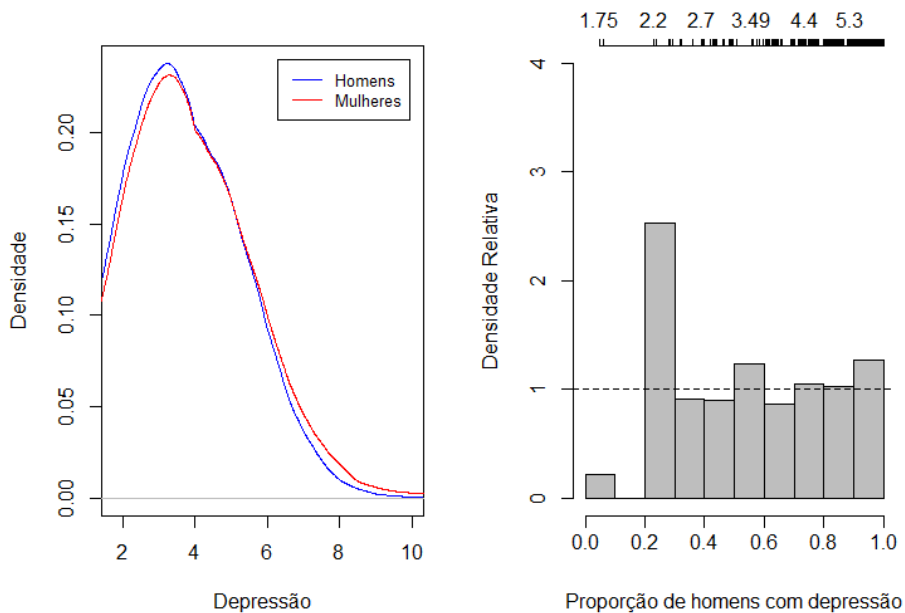 Homens
Mulheres
Densidade
0.00 0.05 0.10 0.15 0.20
2 4 6 8 10
Depressão
1.75 2.2 2.7 3.49 4.4 5.3
Densidade Relativa
0 1 2 3 4
0.0 0.2 0.4 0.6 0.8 1.0
Proporção de homens com depressão